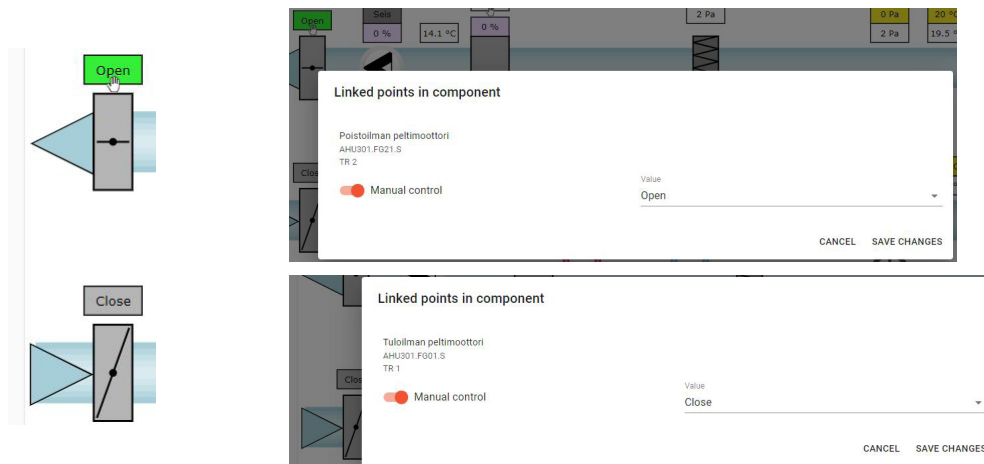 Open
Close
Open
Seis
0 %
14.1 °C
0 %
2 Pa
0 Pa
2 Pa
20 °C
19.5 °
Linked points in component
Poistoilman peltimoottori
AHU301.FG21.S
TR 2
Manual control
Value
Open
CANCEL SAVE CHANGES
Clos
Linked points in component
Tuloilman peltimoottori
AHU301.FG01.S
TR 1
Manual control
Value
Close
CANCEL SAVE CHANGES
Clos